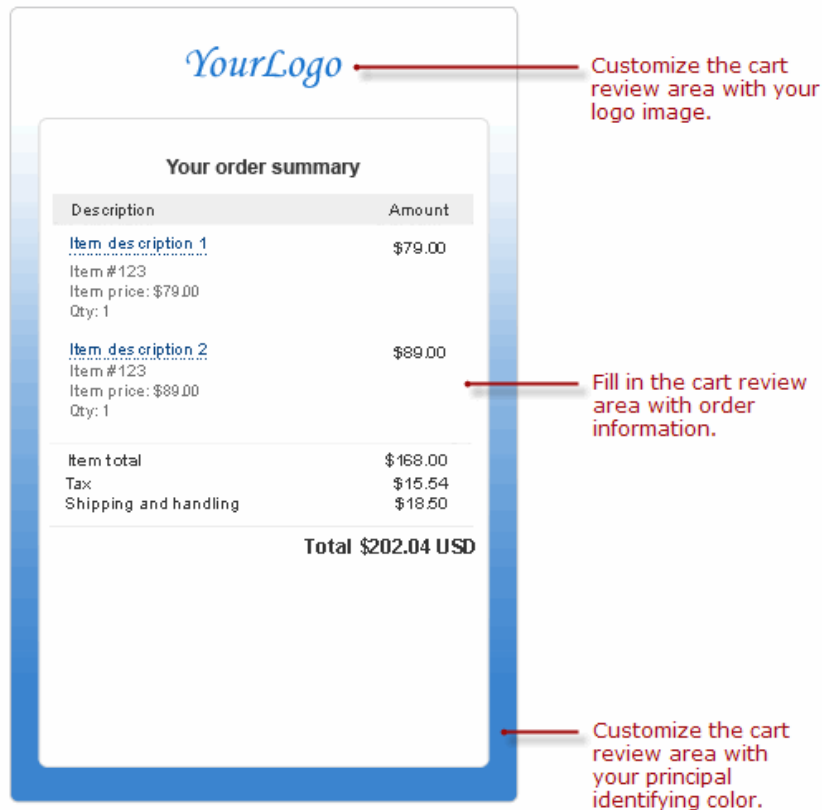 YourLogo
Customize the cart
review area with your
logo image.
Your order summary
Description Amount
Item description 1 $79.00
Item #123
Item price: $79.00
Qty: 1
Item description 2 $89.00
Item #123
Item price: $89.00
Qty: 1
Fill in the cart review
area with order
information.
Item total $168.00
Tax $15.54
Shipping and handling $18.50
Total $202.04 USD
Customize the cart
review area with
your principal
identifying color.